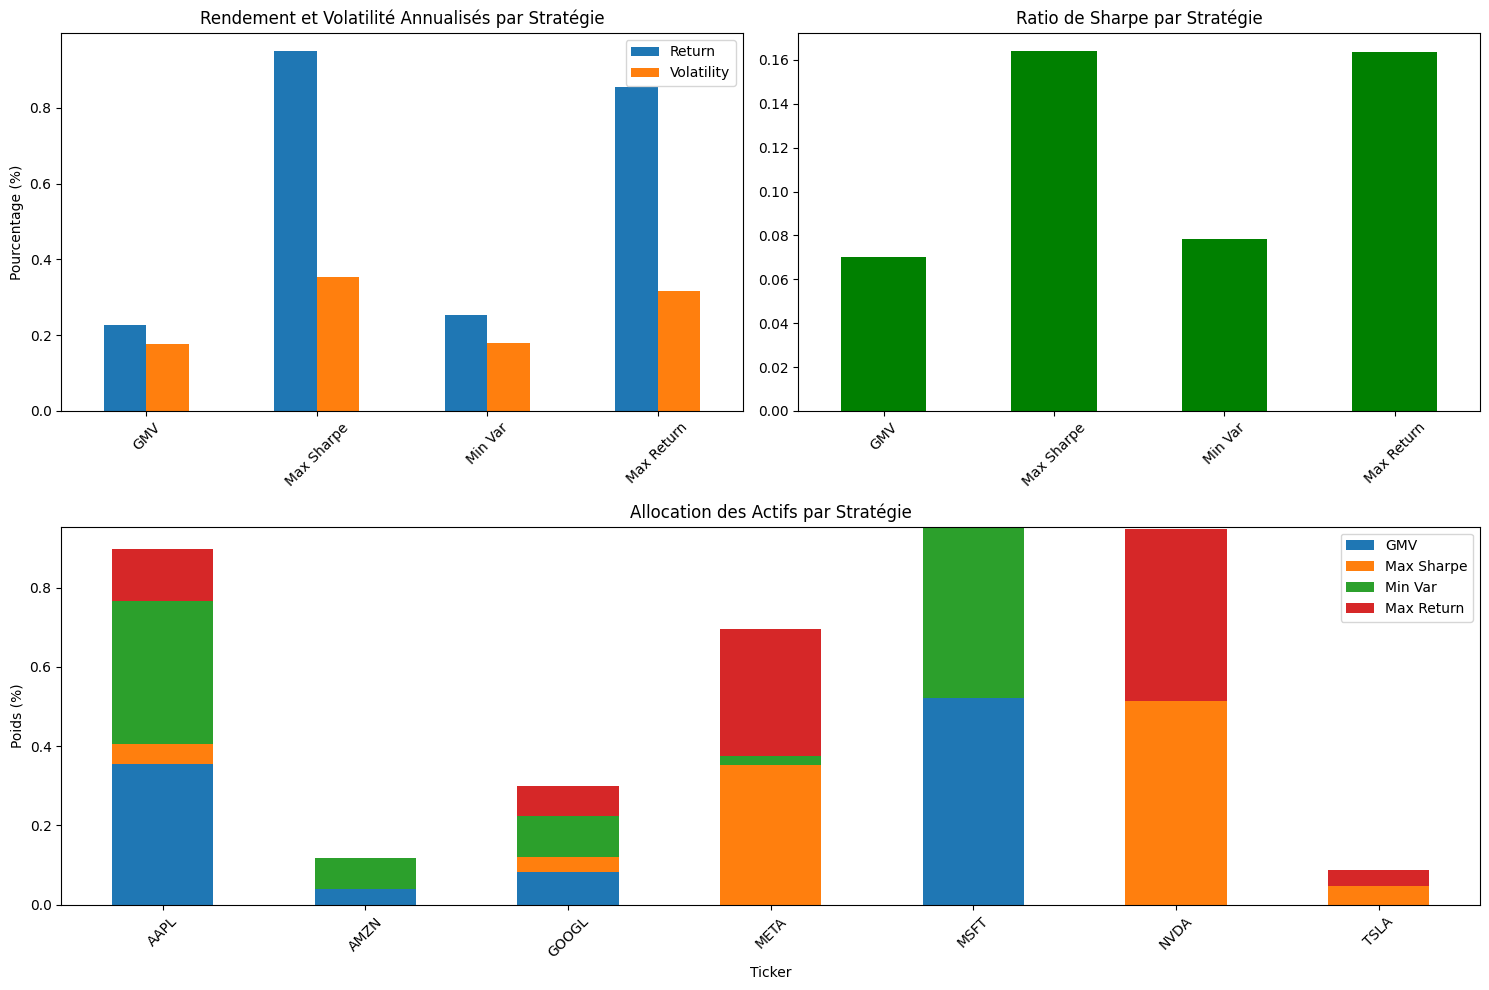 Rendement et Volatilité Annualisés par Stratégie
Pourcentage (%)
0.8
0.6
0.4
0.2
0.0
Return
Volatility
GMV
Max Sharpe
Min Var
Max Return
Ratio de Sharpe par Stratégie
0.16
0.14
0.12
0.10
0.08
0.06
0.04
0.02
0.00
GMV
Max Sharpe
Min Var
Max Return
Allocation des Actifs par Stratégie
Poids (%)
0.8
0.6
0.4
0.2
0.0
GMV
Max Sharpe
Min Var
Max Return
AAPL
AMZN
GOOGL
META
MSFT
NVDA
TSLA
Ticker